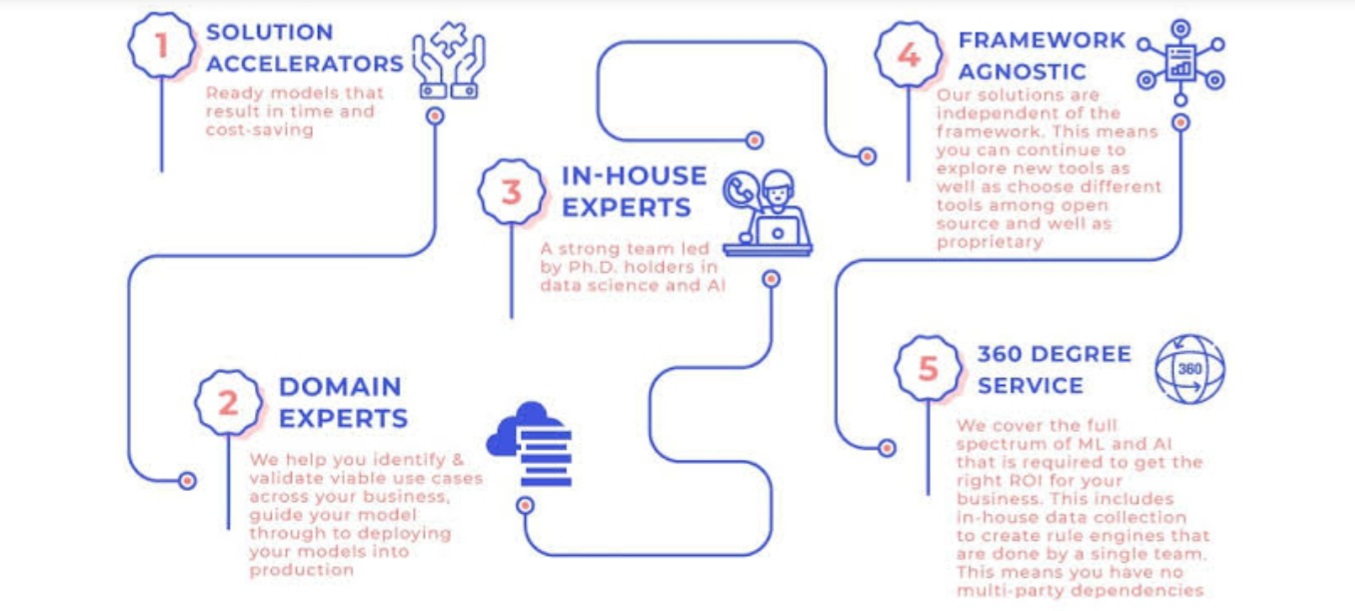 1
SOLUTION
ACCELERATORS
Ready models that
result in time and
cost-saving
2
DOMAIN
EXPERTS
We help you identify &
validate viable use cases
across your business,
guide your model
through to deploying
your models into
production
3
IN-HOUSE
EXPERTS
A strong team led
by Ph.D. holders in
data science and AI
4
FRAMEWORK
AGNOSTIC
Our solutions are
independent of the
framework. This means
you can continue to
explore new tools as
well as choose different
tools among open
source and well as
proprietary
5
360 DEGREE
SERVICE
360
We cover the full
spectrum of ML and AI
that is required to get the
right ROI for your
business. This includes
in-house data collection
to create rule engines that
are done by a single team.
This means you have no
multi-party dependencies